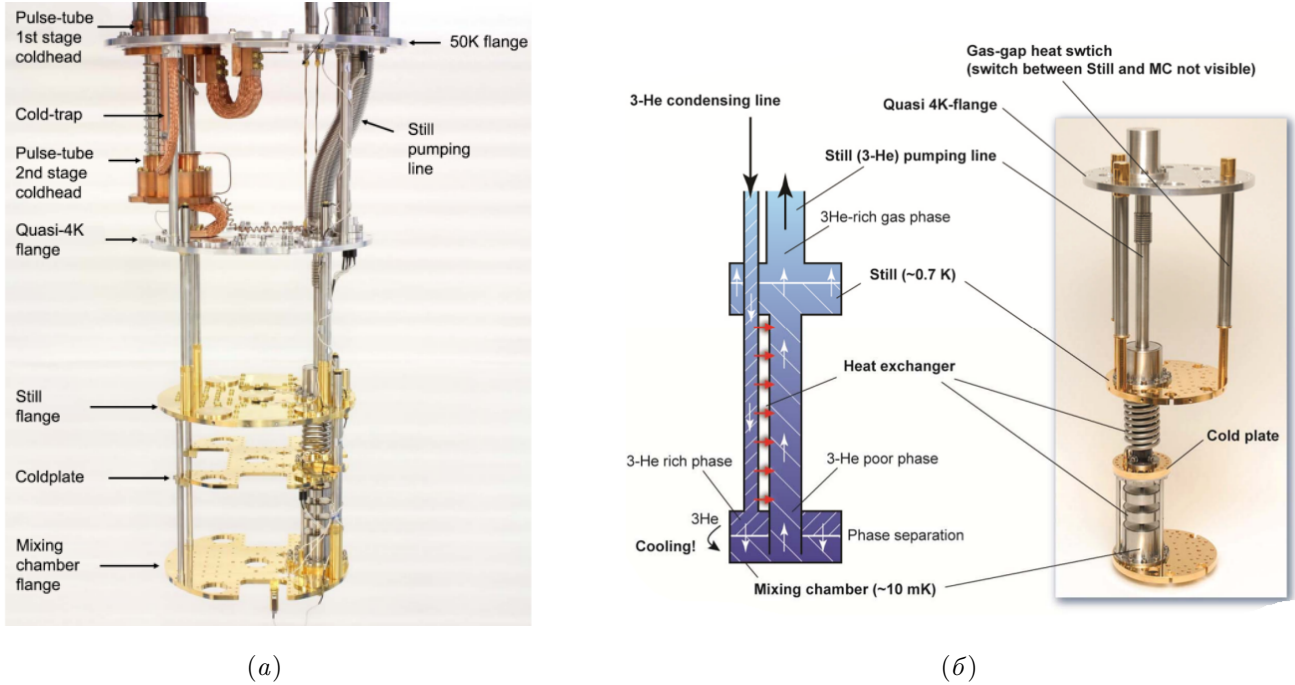 Pulse-tube
1st stage
coldhead
50K flange
Cold-trap
Still
pumping
line
Pulse-tube
2nd stage
coldhead
Quasi-4K
flange
Still
flange
Coldplate
Mixing
chamber
flange
(а)
Gas-gap heat swtich
(switch between Still and MC not visible)
3-He condensing line
Quasi 4K-flange
Still (3-He) pumping line
3He-rich gas phase
Still (~0.7 K)
Heat exchanger
Cold plate
3-He rich phase
3-He poor phase
3He
Phase separation
Cooling!
Mixing chamber (~10 mK)
(б)